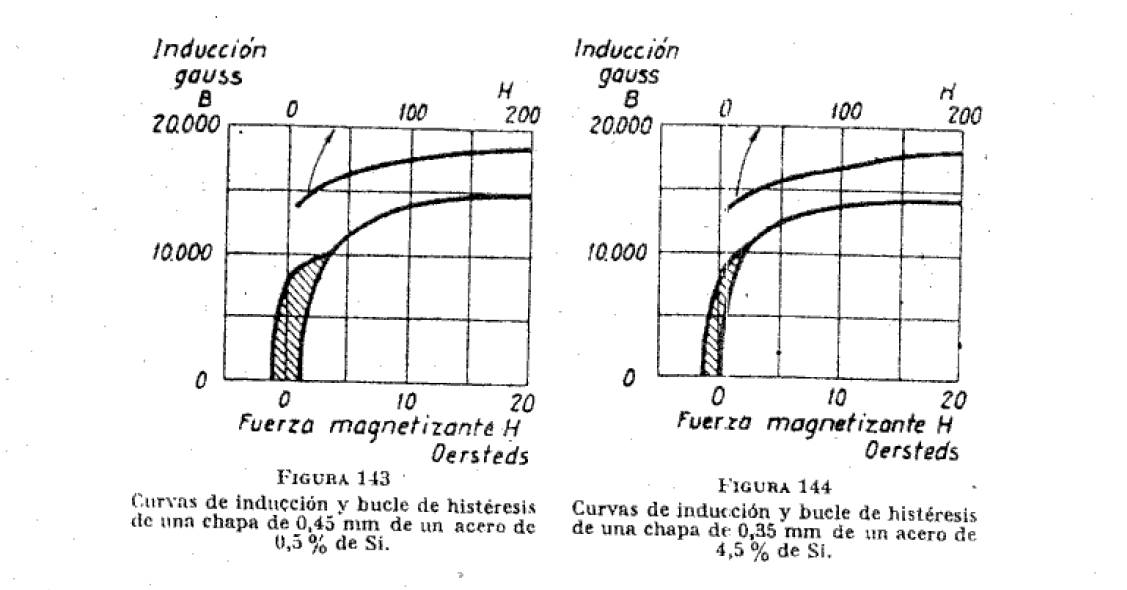 Inducción
gauss
B
0
100
H
200
20.000
10.000
0
0
10
20
Fuerza magnetizante H
Oersteds
FIGURA 143
Curvas de inducción y bucle de histéresis
de una chapa de 0,45 mm de un acero de
0,5 % de Si.
Inducción
gauss
B
0
100
H
200
20.000
10.000
0
0
10
20
Fuerza magnetizante H
Oersteds
FIGURA 144
Curvas de inducción y bucle de histéresis
de una chapa de 0,35 mm de un acero de
4,5 % de Si.